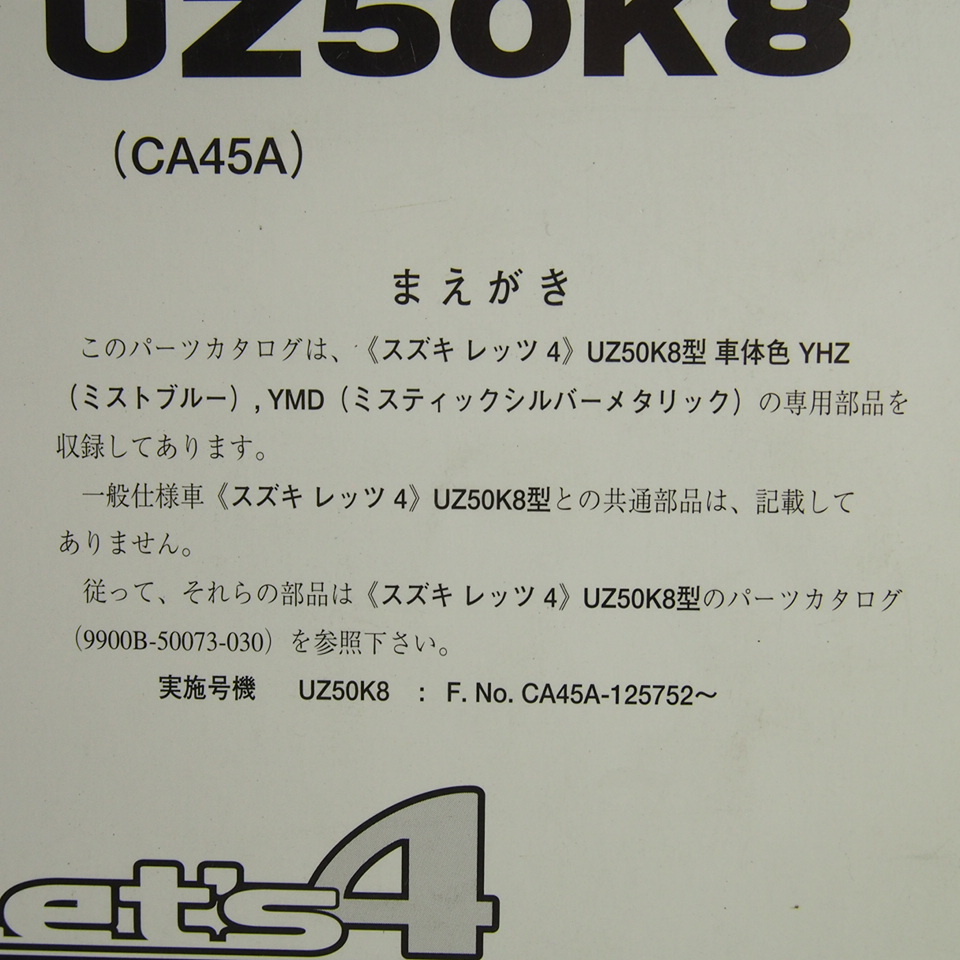 UZ50K8
（CA45A）
まえがき
このパーツカタログは、《スズキ レッツ 4》UZ50K8型 車体色 YHZ
（ミストブルー）, YMD（ミスティックシルバーメタリック）の専用部品を
収録してあります。
一般仕様車《スズキ レッツ 4》UZ50K8型との共通部品は、記載して
ありません。
従って、それらの部品は《スズキ レッツ 4》UZ50K8型のパーツカタログ
（9900B-50073-030）を参照下さい。
実施号機 UZ50K8 : F. No. CA45A-125752～
et's4